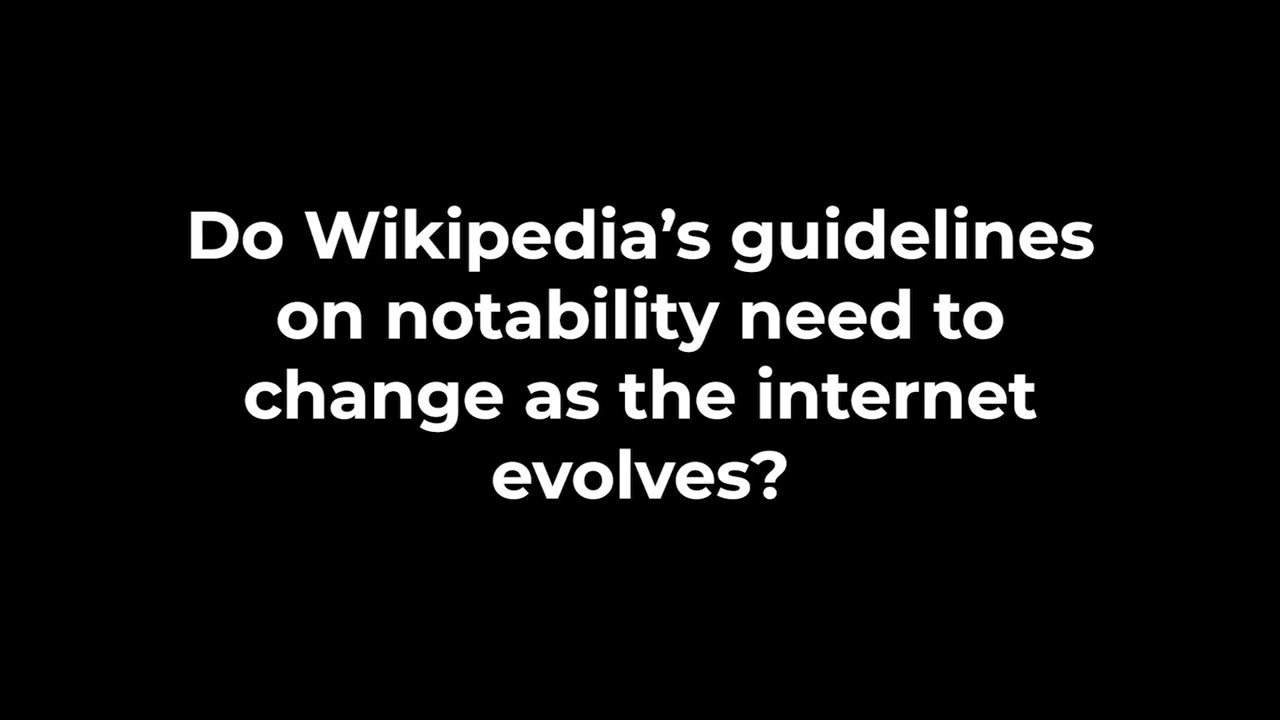 Do Wikipedia’s guidelines
on notability need to
change as the internet
evolves?